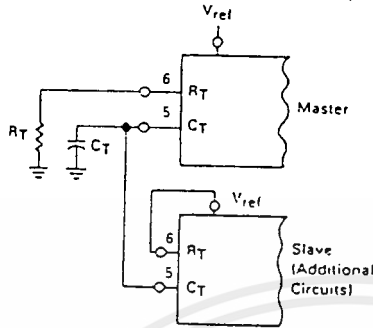 Vref
6
RT
Master
5
CT
RT
CT
Vref
6
RT
Slave
(Additional
Circuits)
5
CT